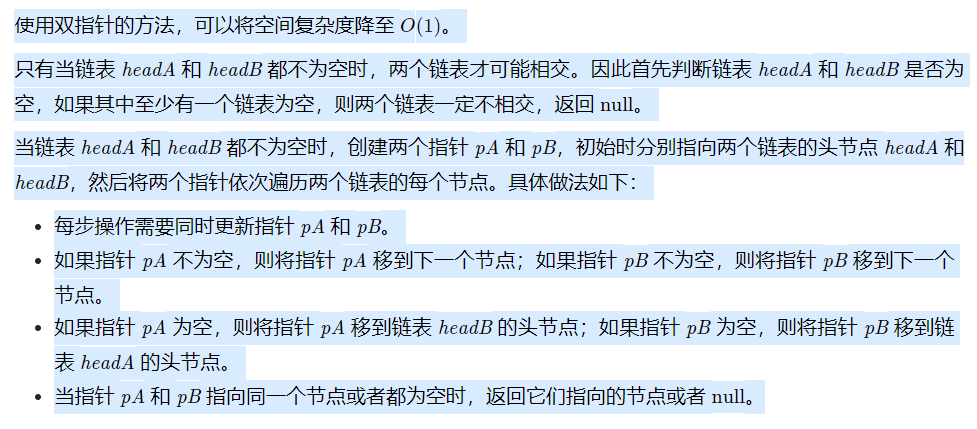 使用双指针的方法，可以将空间复杂度降至 O(1)。
只有当链表 headA 和 headB 都不为空时，两个链表才可能相交。因此首先判断链表 headA 和 headB 是否为
空，如果其中至少有一个链表为空，则两个链表一定不相交，返回 null。
当链表 headA 和 headB 都不为空时，创建两个指针 pA 和 pB，初始时分别指向两个链表的头节点 headA 和
headB，然后将两个指针依次遍历两个链表的每个节点。具体做法如下：
• 每步操作需要同时更新指针 pA 和 pB。
• 如果指针 pA 不为空，则将指针 pA 移到下一个节点；如果指针 pB 不为空，则将指针 pB 移到下一个
节点。
• 如果指针 pA 为空，则将指针 pA 移到链表 headB 的头节点；如果指针 pB 为空，则将指针 pB 移到链
表 headA 的头节点。
• 当指针 pA 和 pB 指向同一个节点或者都为空时，返回它们指向的节点或者 null。